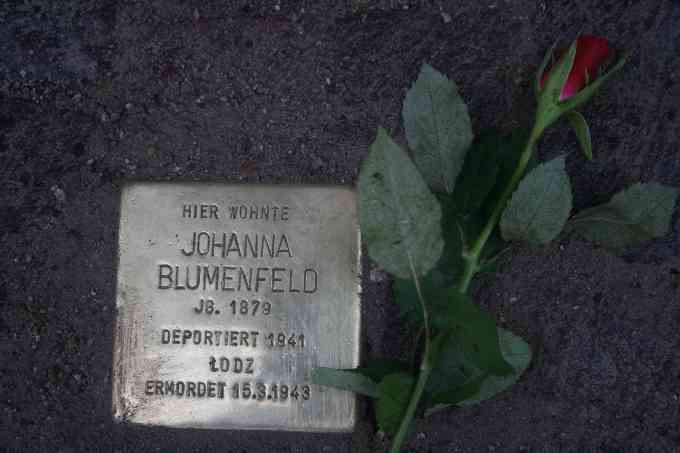 HIER WOHNTE
JOHANNA
BLUMENFELD
JG. 1879
DEPORTIERT 1941
ŁODZ
ERMORDET 15.3.1943